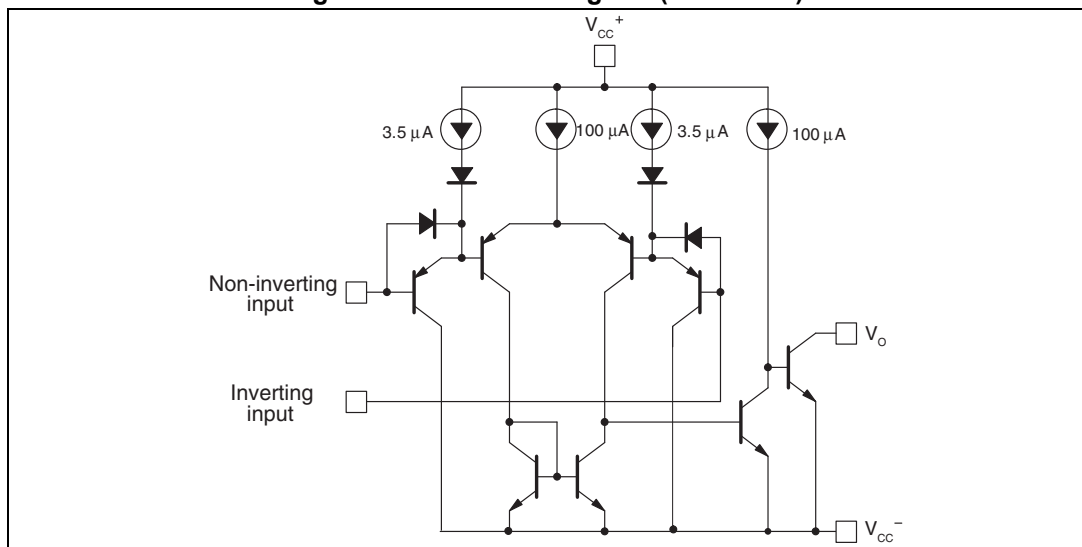 V_CC^+
3.5 μA
100 μA
3.5 μA
100 μA
Non-inverting
input
V_O
Inverting
input
V_CC^-